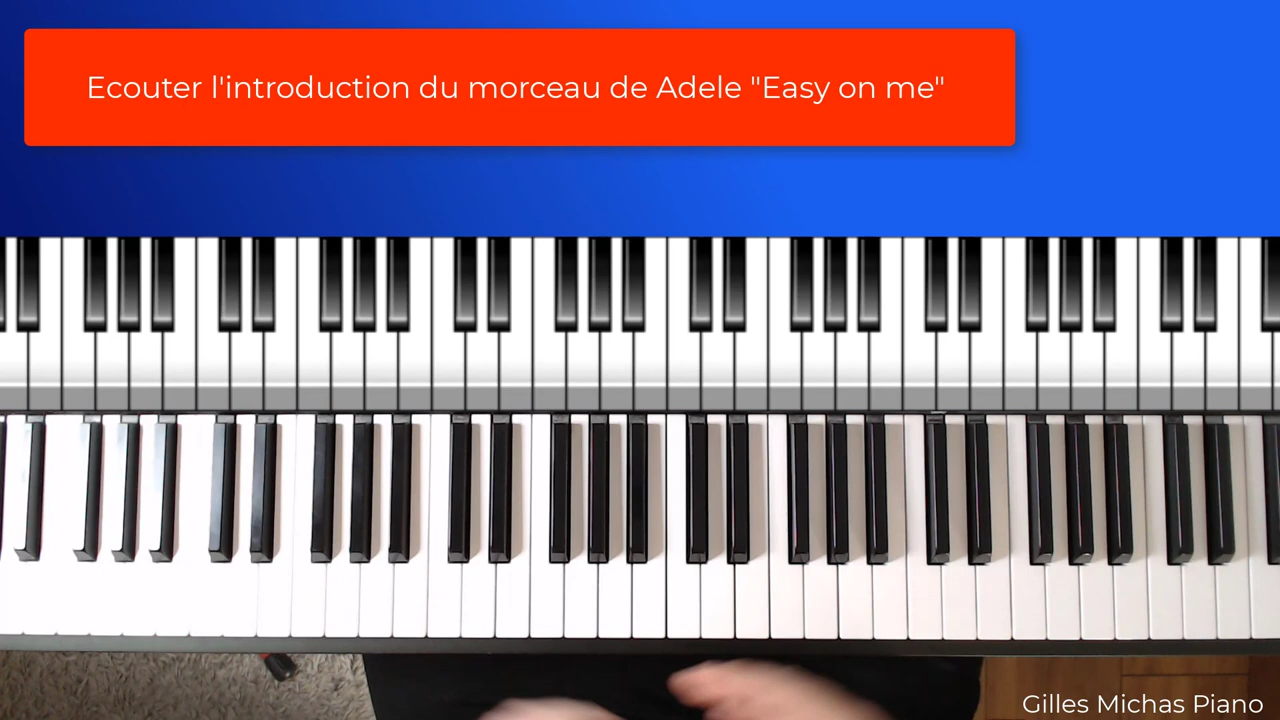 Ecouter l'introduction du morceau de Adele "Easy on me"
Gilles Michas Piano